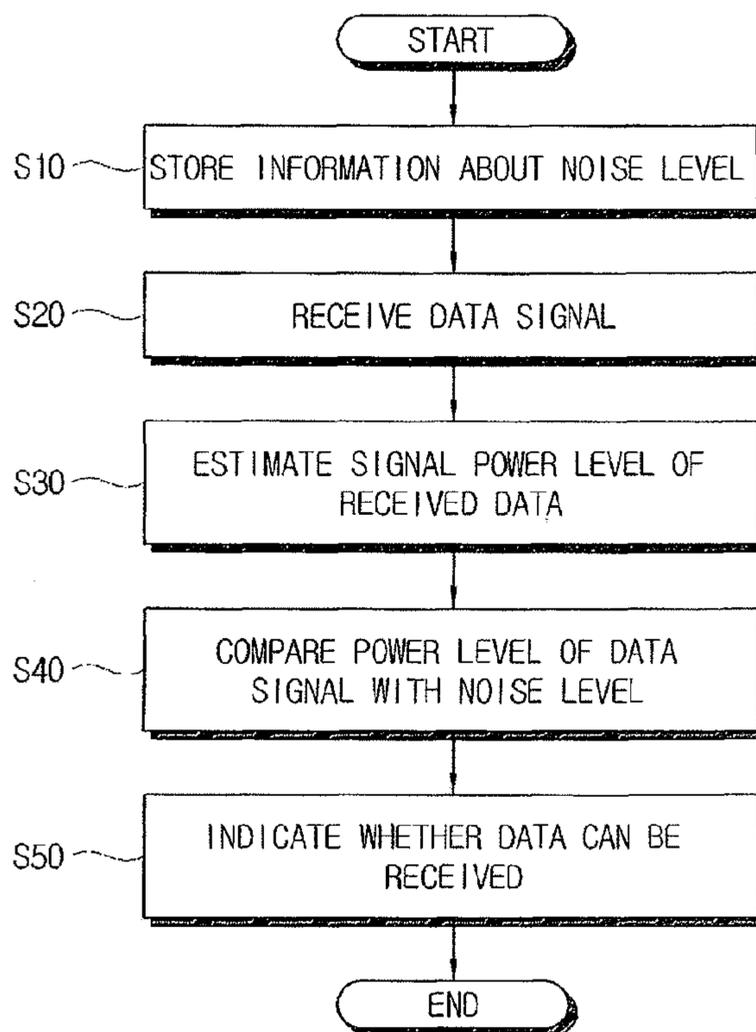 START
S10 STORE INFORMATION ABOUT NOISE LEVEL
S20 RECEIVE DATA SIGNAL
S30 ESTIMATE SIGNAL POWER LEVEL OF
RECEIVED DATA
S40 COMPARE POWER LEVEL OF DATA
SIGNAL WITH NOISE LEVEL
S50 INDICATE WHETHER DATA CAN BE
RECEIVED
END